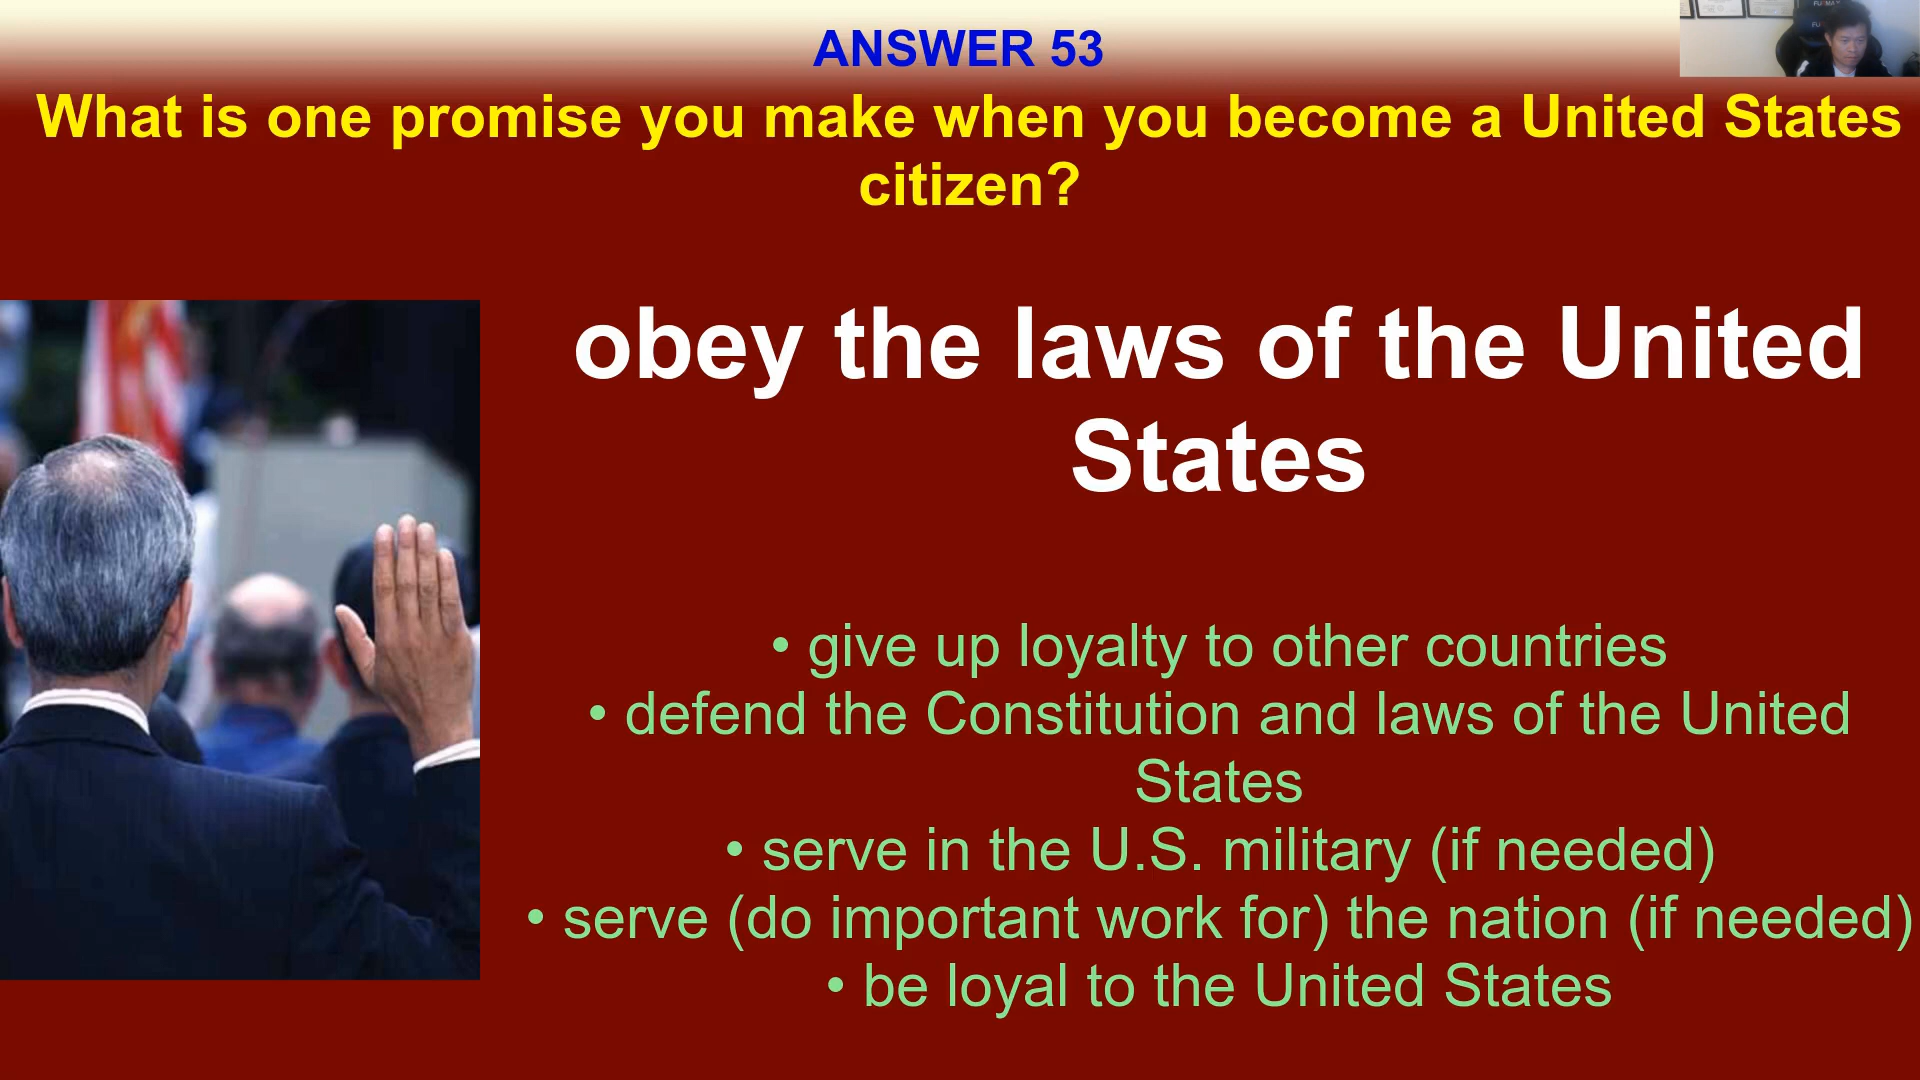 ANSWER 53
What is one promise you make when you become a United States
citizen?
obey the laws of the United
States
• give up loyalty to other countries
• defend the Constitution and laws of the United
States
• serve in the U.S. military (if needed)
• serve (do important work for) the nation (if needed)
• be loyal to the United States